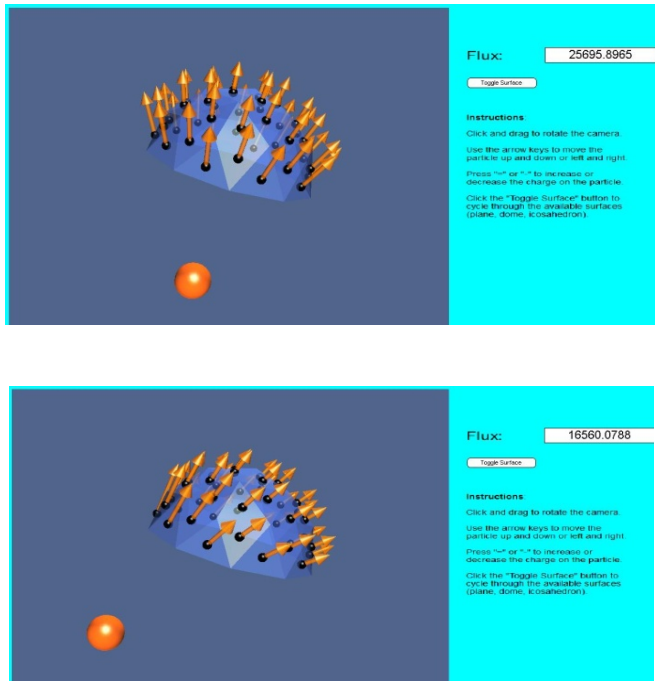 Flux: 25695.8965
Toggle Surface
Instructions:
Click and drag to rotate the camera.
Use the arrow keys to move the
particle up and down or left and right.
Press "=" or "-" to increase or
decrease the charge on the particle.
Click the "Toggle Surface" button to
cycle through the available surfaces
(plane, dome, icosahedron).
Flux: 16560.0788
Toggle Surface
Instructions:
Click and drag to rotate the camera.
Use the arrow keys to move the
particle up and down or left and right.
Press "=" or "-" to increase or
decrease the charge on the particle.
Click the "Toggle Surface" button to
cycle through the available surfaces
(plane, dome, icosahedron).